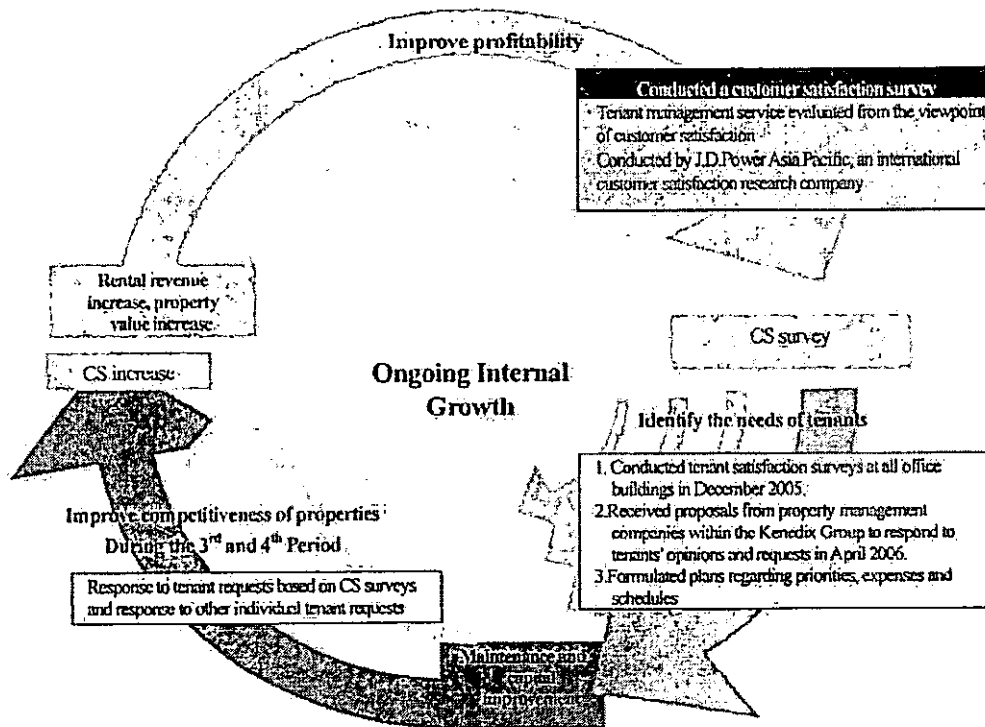 Improve profitability
Conducted a customer satisfaction survey
· Tenant management service evaluated from the viewpoint
of customer satisfaction
· Conducted by J.D.Power Asia Pacific, an international
customer satisfaction research company
Rental revenue
increase, property
value increase
CS increase
CS survey
Ongoing Internal
Growth
Identify the needs of tenants
1. Conducted tenant satisfaction surveys at all office
buildings in December 2005.
2.Received proposals from property management
companies within the Kenedix Group to respond to
tenants' opinions and requests in April 2006.
3.Formulated plans regarding priorities, expenses and
schedules
Improve competitiveness of properties
During the 3rd and 4th Period
Response to tenant requests based on CS surveys
and response to other individual tenant requests
Maintenance and
capital
improvement